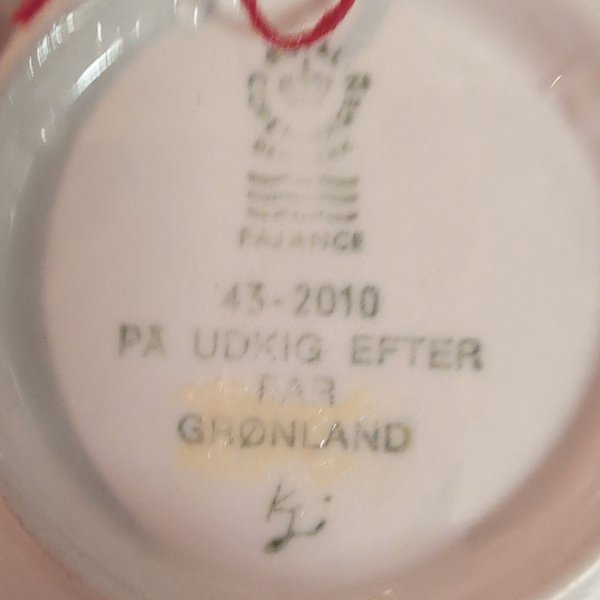 FAJANCE
43-2010
PÅ UDKIG EFTER
FAR
GRØNLAND